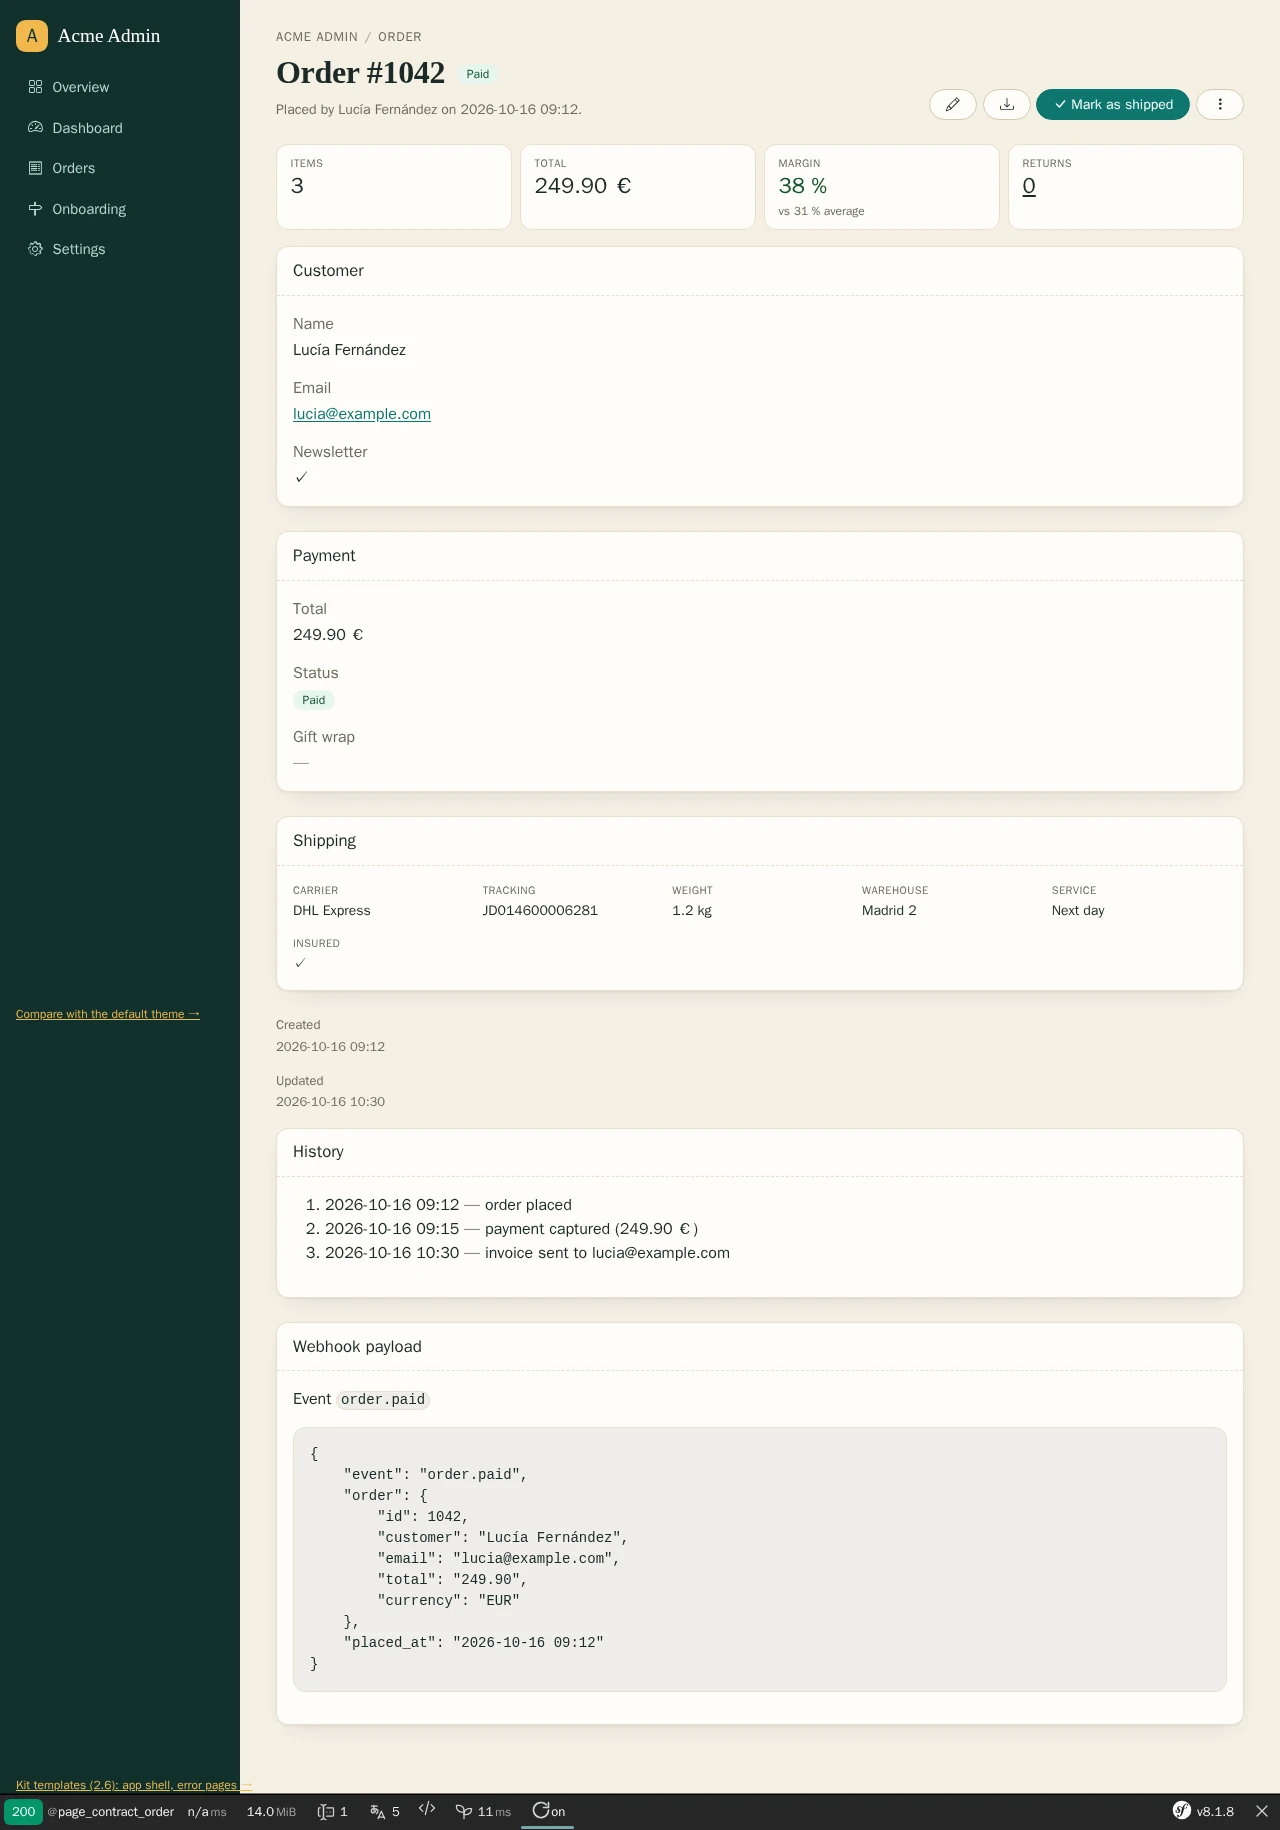 A Acme Admin
Overview
Dashboard
Orders
Onboarding
Settings
Compare with the default theme →
Kit templates (2.6): app shell, error pages →
ACME ADMIN / ORDER
Order #1042 Paid
Placed by Lucía Fernández on 2026-10-16 09:12.
✓ Mark as shipped
ITEMS
3
TOTAL
249.90 €
MARGIN
38 %
vs 31 % average
RETURNS
0
Customer
Name
Lucía Fernández
Email
lucia@example.com
Newsletter
✓
Payment
Total
249.90 €
Status
Paid
Gift wrap
—
Shipping
CARRIER TRACKING WEIGHT WAREHOUSE SERVICE
DHL Express JD014600006281 1.2 kg Madrid 2 Next day
INSURED
✓
Created
2026-10-16 09:12
Updated
2026-10-16 10:30
History
1. 2026-10-16 09:12 — order placed
2. 2026-10-16 09:15 — payment captured (249.90 €)
3. 2026-10-16 10:30 — invoice sent to lucia@example.com
Webhook payload
Event order.paid
{
    "event": "order.paid",
    "order": {
        "id": 1042,
        "customer": "Lucía Fernández",
        "email": "lucia@example.com",
        "total": "249.90",
        "currency": "EUR"
    },
    "placed_at": "2026-10-16 09:12"
}
200 @page_contract_order n/a ms 14.0 MiB 1 5 </> 11 ms on sf v8.1.8